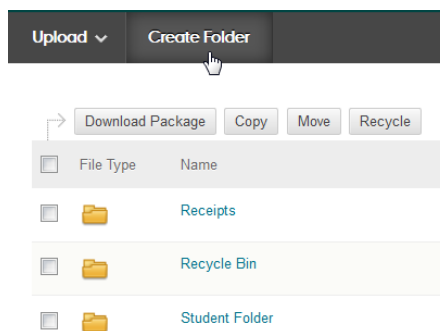 Upload Create Folder
Download Package Copy Move Recycle
File Type Name
Receipts
Recycle Bin
Student Folder